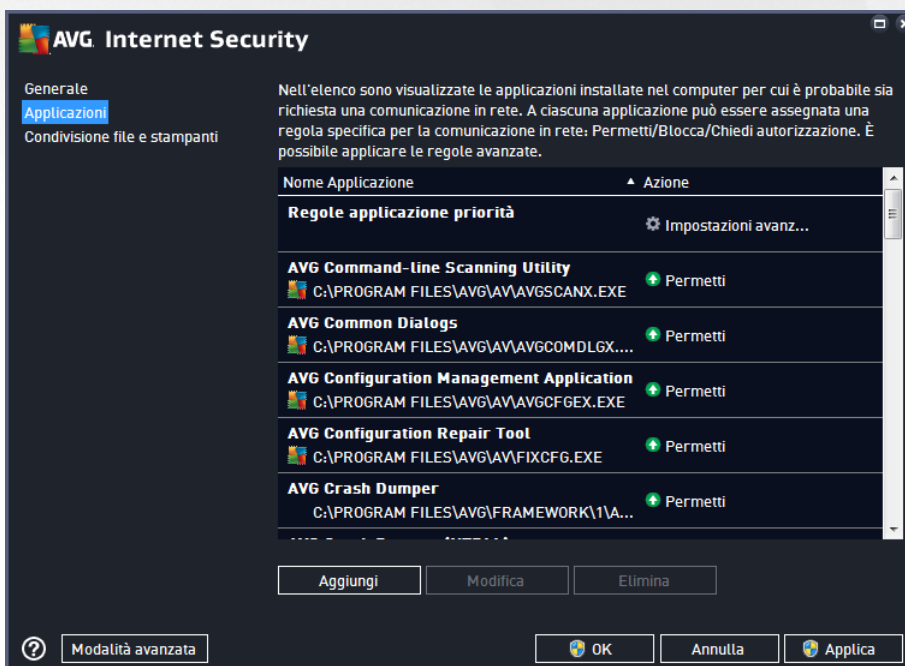 AVG Internet Security
Generale
Applicazioni
Condivisione file e stampanti
Nell'elenco sono visualizzate le applicazioni installate nel computer per cui è probabile sia
richiesta una comunicazione in rete. A ciascuna applicazione può essere assegnata una
regola specifica per la comunicazione in rete: Permetti/Blocca/Chiedi autorizzazione. È
possibile applicare le regole avanzate.
Nome Applicazione Azione
Regole applicazione priorità
Impostazioni avanz...
AVG Command-line Scanning Utility
C:\PROGRAM FILES\AVG\AV\AVGSCANX.EXE
Permetti
AVG Common Dialogs
C:\PROGRAM FILES\AVG\AV\AVGCOMDLGX....
Permetti
AVG Configuration Management Application
C:\PROGRAM FILES\AVG\AV\AVGCFGEX.EXE
Permetti
AVG Configuration Repair Tool
C:\PROGRAM FILES\AVG\AV\FIXCFG.EXE
Permetti
AVG Crash Dumper
C:\PROGRAM FILES\AVG\FRAMEWORK\1\A...
Permetti
Aggiungi Modifica Elimina
? Modalità avanzata OK Annulla Applica